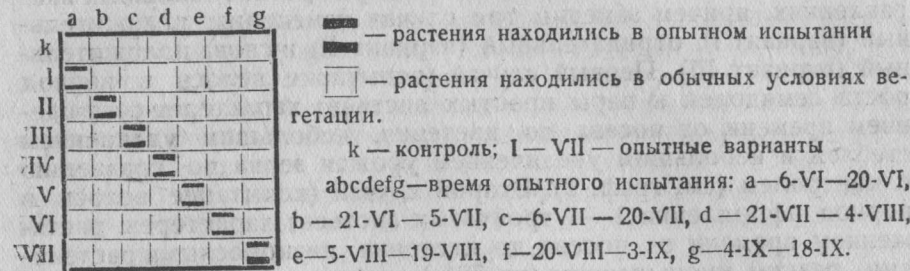 a b c d e f g
k
I
II
III
IV
V
VI
VII
— растения находились в опытном испытании
— растения находились в обычных условиях ве-
гетации.
k — контроль; I — VII — опытные варианты
abcdefg—время опытного испытания: a—6-VI—20-VI,
b — 21-VI — 5-VII, c—6-VII — 20-VII, d — 21-VII — 4-VIII,
e—5-VIII—19-VIII, f—20-VIII—3-IX, g—4-IX—18-IX.